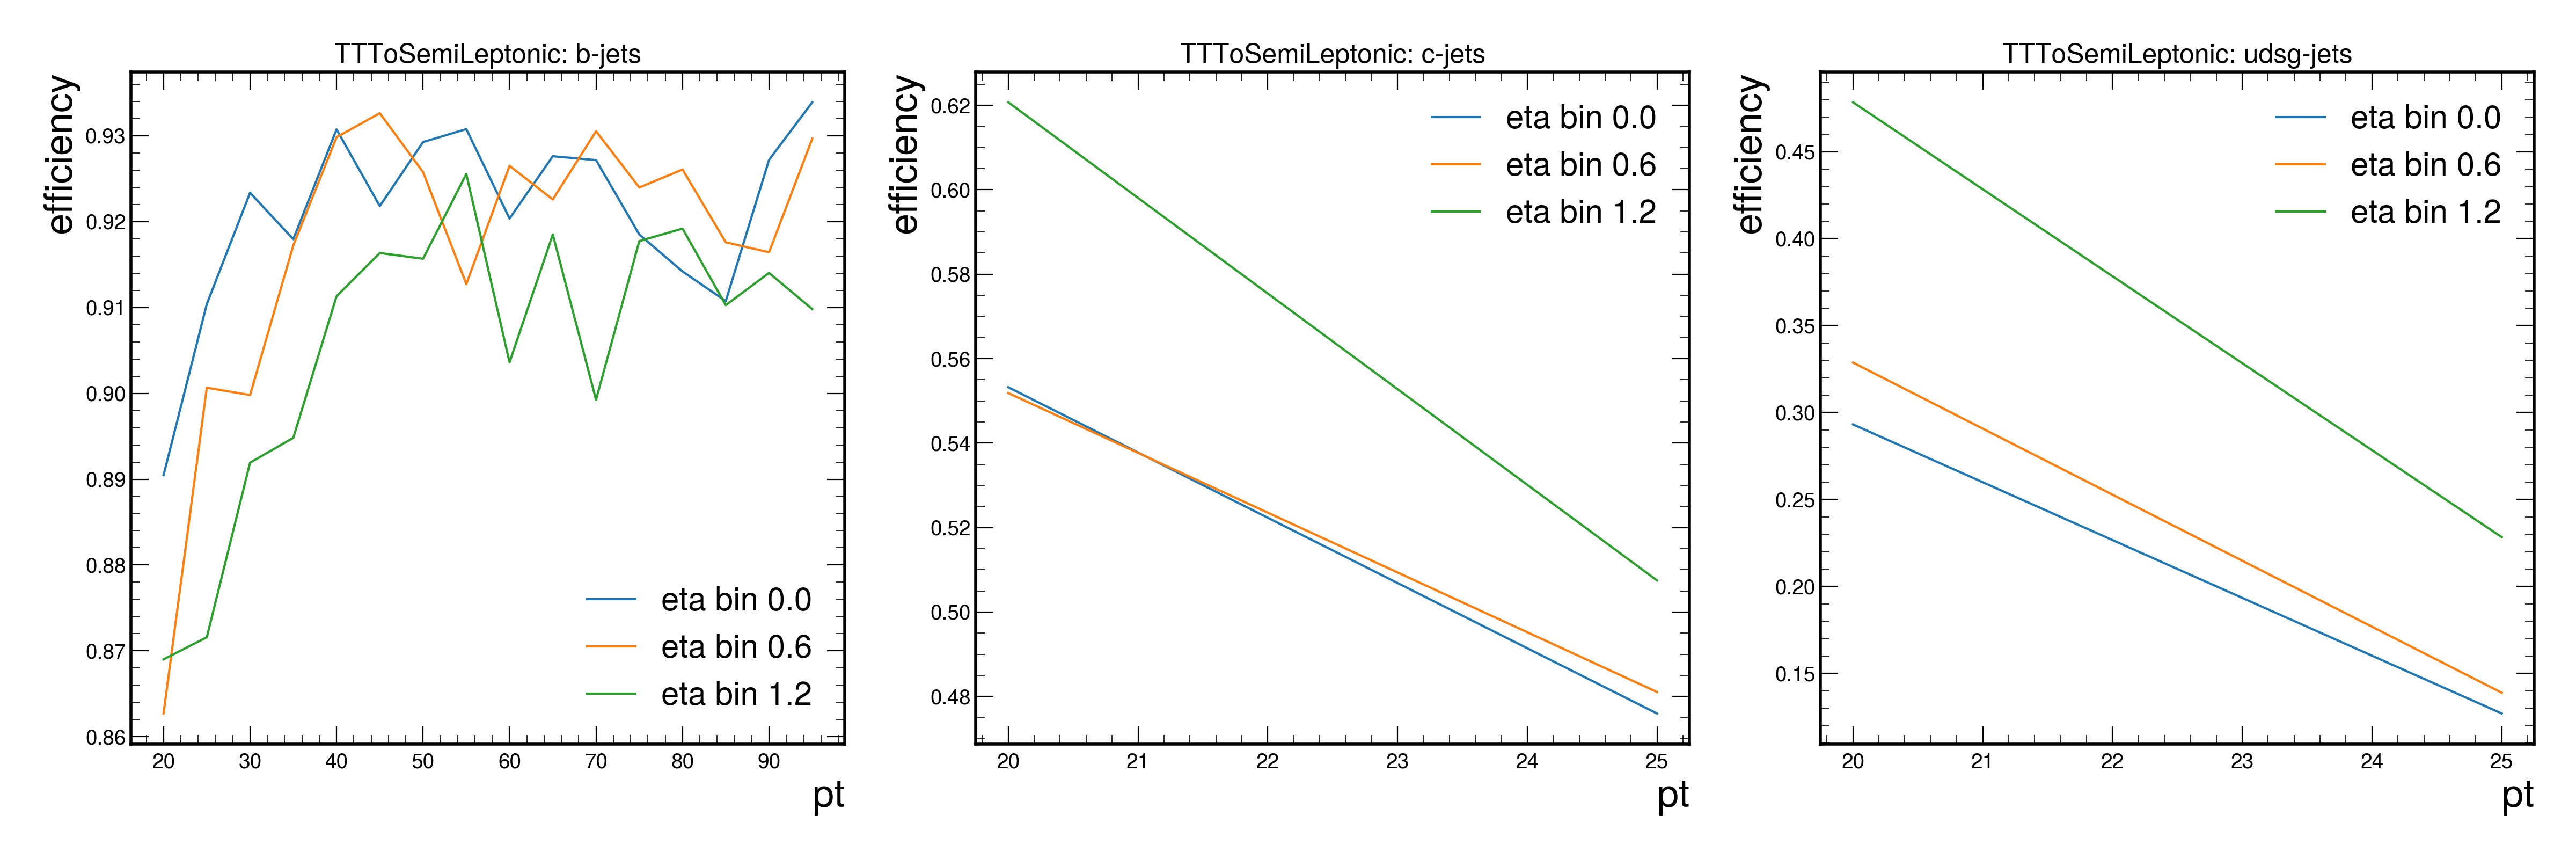 TTToSemiLeptonic: b-jets
efficiency
0.93
0.92
0.91
0.90
0.89
0.88
0.87
0.86
eta bin 0.0
eta bin 0.6
eta bin 1.2
20 30 40 50 60 70 80 90
pt
TTToSemiLeptonic: c-jets
efficiency
0.62
0.60
0.58
0.56
0.54
0.52
0.50
0.48
eta bin 0.0
eta bin 0.6
eta bin 1.2
20 21 22 23 24 25
pt
TTToSemiLeptonic: udsg-jets
efficiency
0.45
0.40
0.35
0.30
0.25
0.20
0.15
eta bin 0.0
eta bin 0.6
eta bin 1.2
20 21 22 23 24 25
pt